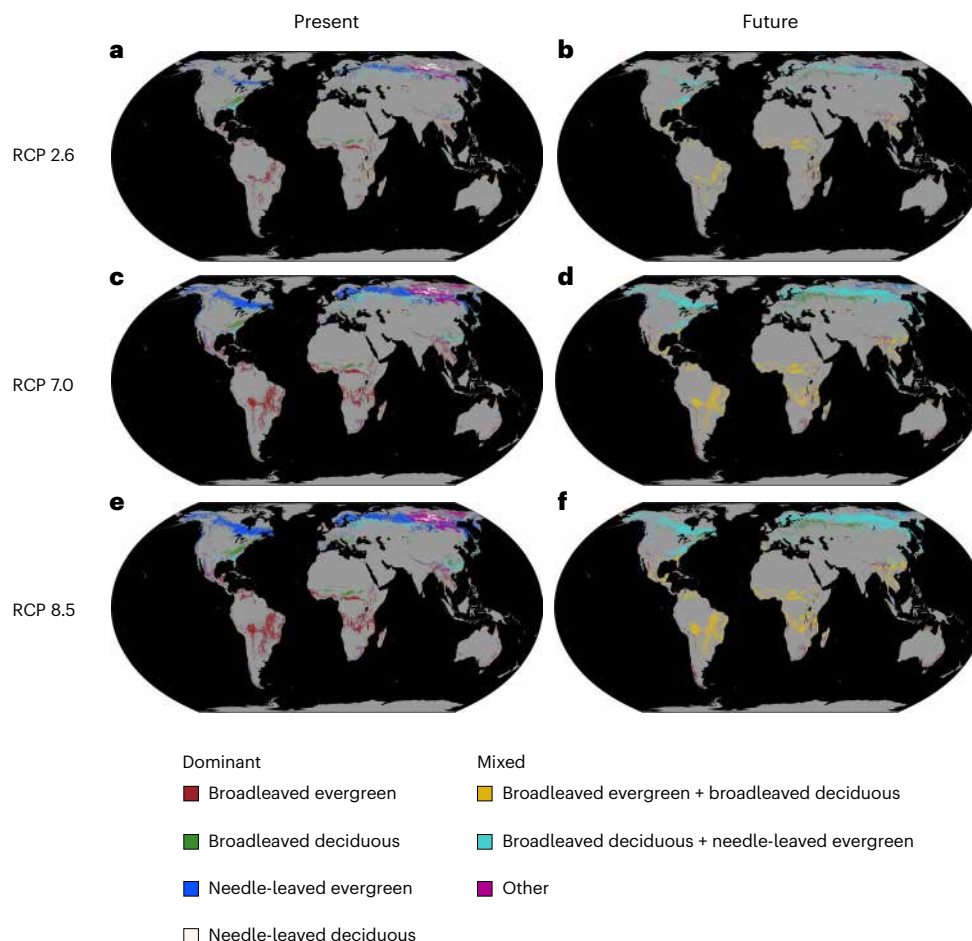 Present
Future
a
b
RCP 2.6
c
d
RCP 7.0
e
f
RCP 8.5
Dominant
Mixed
Broadleaved evergreen
Broadleaved evergreen + broadleaved deciduous
Broadleaved deciduous
Broadleaved deciduous + needle-leaved evergreen
Needle-leaved evergreen
Other
Needle-leaved deciduous